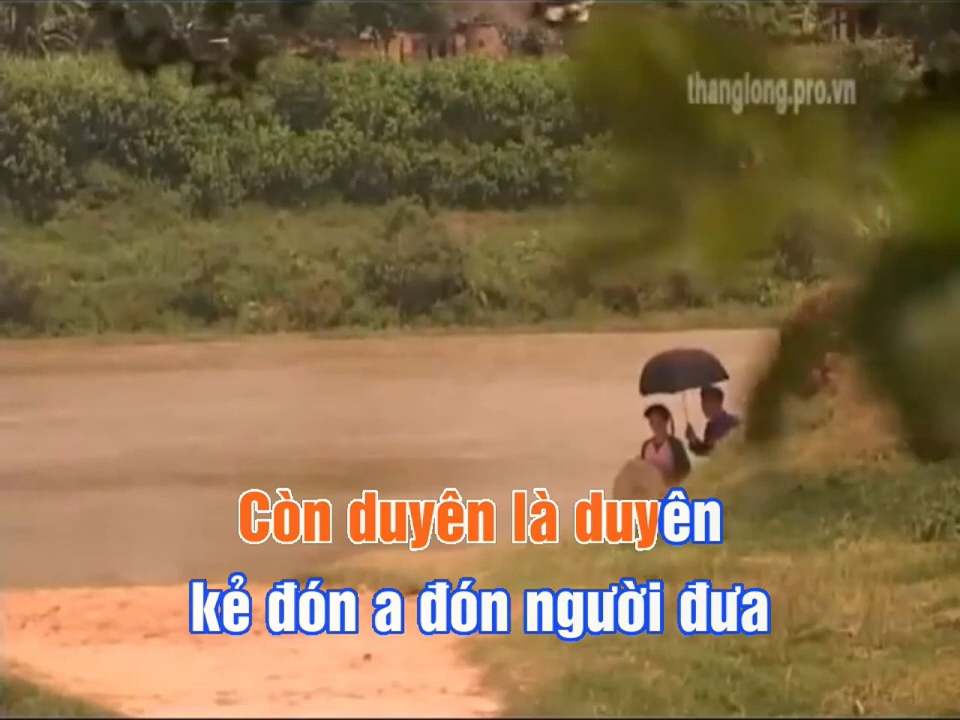 thanglong.pro.vn
Còn duyên là duyên
kẻ đón a đón người đưa